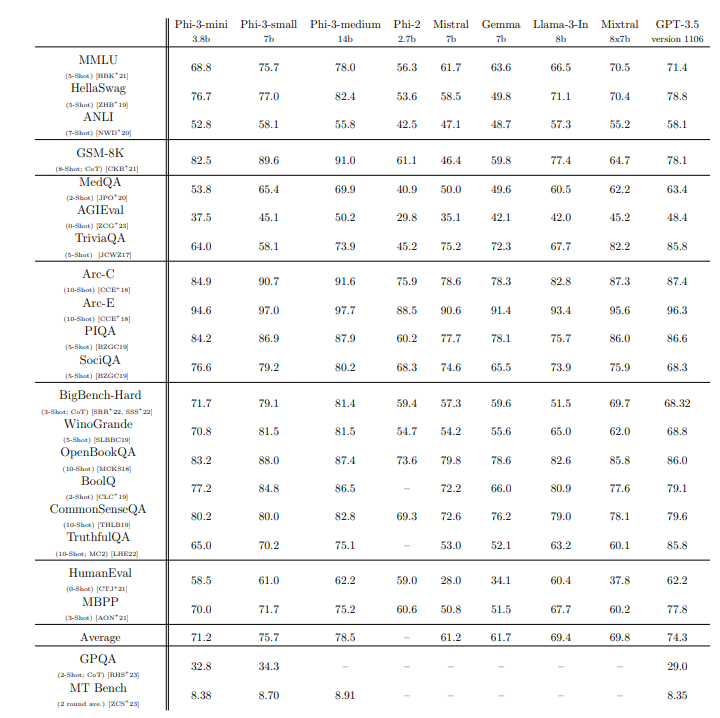 Phi-3-mini Phi-3-small Phi-3-medium Phi-2 Mistral Gemma Llama-3-In Mixtral GPT-3.5
3.8b 7b 14b 2.7b 7b 7b 8b 8x7b version 1106
MMLU
(5-Shot) [HBK+21] 68.8 75.7 78.0 56.3 61.7 63.6 66.5 70.5 71.4
HellaSwag
(5-Shot) [ZHB+19] 76.7 77.0 82.4 53.6 58.5 49.8 71.1 70.4 78.8
ANLI
(7-Shot) [NWD+20] 52.8 58.1 55.8 42.5 47.1 48.7 57.3 55.2 58.1
GSM-8K
(8-Shot; CoT) [CKB+21] 82.5 89.6 91.0 61.1 46.4 59.8 77.4 64.7 78.1
MedQA
(2-Shot) [JPO+20] 53.8 65.4 69.9 40.9 50.0 49.6 60.5 62.2 63.4
AGIEval
(0-Shot) [ZCG+23] 37.5 45.1 50.2 29.8 35.1 42.1 42.0 45.2 48.4
TriviaQA
(5-Shot) [JCWZ17] 64.0 58.1 73.9 45.2 75.2 72.3 67.7 82.2 85.8
Arc-C
(10-Shot) [CCE+18] 84.9 90.7 91.6 75.9 78.6 78.3 82.8 87.3 87.4
Arc-E
(10-Shot) [CCE+18] 94.6 97.0 97.7 88.5 90.6 91.4 93.4 95.6 96.3
PIQA
(5-Shot) [BZGC19] 84.2 86.9 87.9 60.2 77.7 78.1 75.7 86.0 86.6
SociQA
(5-Shot) [BZGC19] 76.6 79.2 80.2 68.3 74.6 65.5 73.9 75.9 68.3
BigBench-Hard
(3-Shot; CoT) [SRR+22, SSS+22] 71.7 79.1 81.4 59.4 57.3 59.6 51.5 69.7 68.32
WinoGrande
(5-Shot) [SLBBC19] 70.8 81.5 81.5 54.7 54.2 55.6 65.0 62.0 68.8
OpenBookQA
(10-Shot) [MCKS18] 83.2 88.0 87.4 73.6 79.8 78.6 82.6 85.8 86.0
BoolQ
(2-Shot) [CLC+19] 77.2 84.8 86.5 – 72.2 66.0 80.9 77.6 79.1
CommonSenseQA
(10-Shot) [THLB19] 80.2 80.0 82.8 69.3 72.6 76.2 79.0 78.1 79.6
TruthfulQA
(10-Shot; MC2) [LHE22] 65.0 70.2 75.1 – 53.0 52.1 63.2 60.1 85.8
HumanEval
(0-Shot) [CTJ+21] 58.5 61.0 62.2 59.0 28.0 34.1 60.4 37.8 62.2
MBPP
(3-Shot) [AON+21] 70.0 71.7 75.2 60.6 50.8 51.5 67.7 60.2 77.8
Average 71.2 75.7 78.5 – 61.2 61.7 69.4 69.8 74.3
GPQA
(2-Shot; CoT) [RHS+23] 32.8 34.3 – – – – – – 29.0
MT Bench
(2 round ave.) [ZCS+23] 8.38 8.70 8.91 – – – – – 8.35